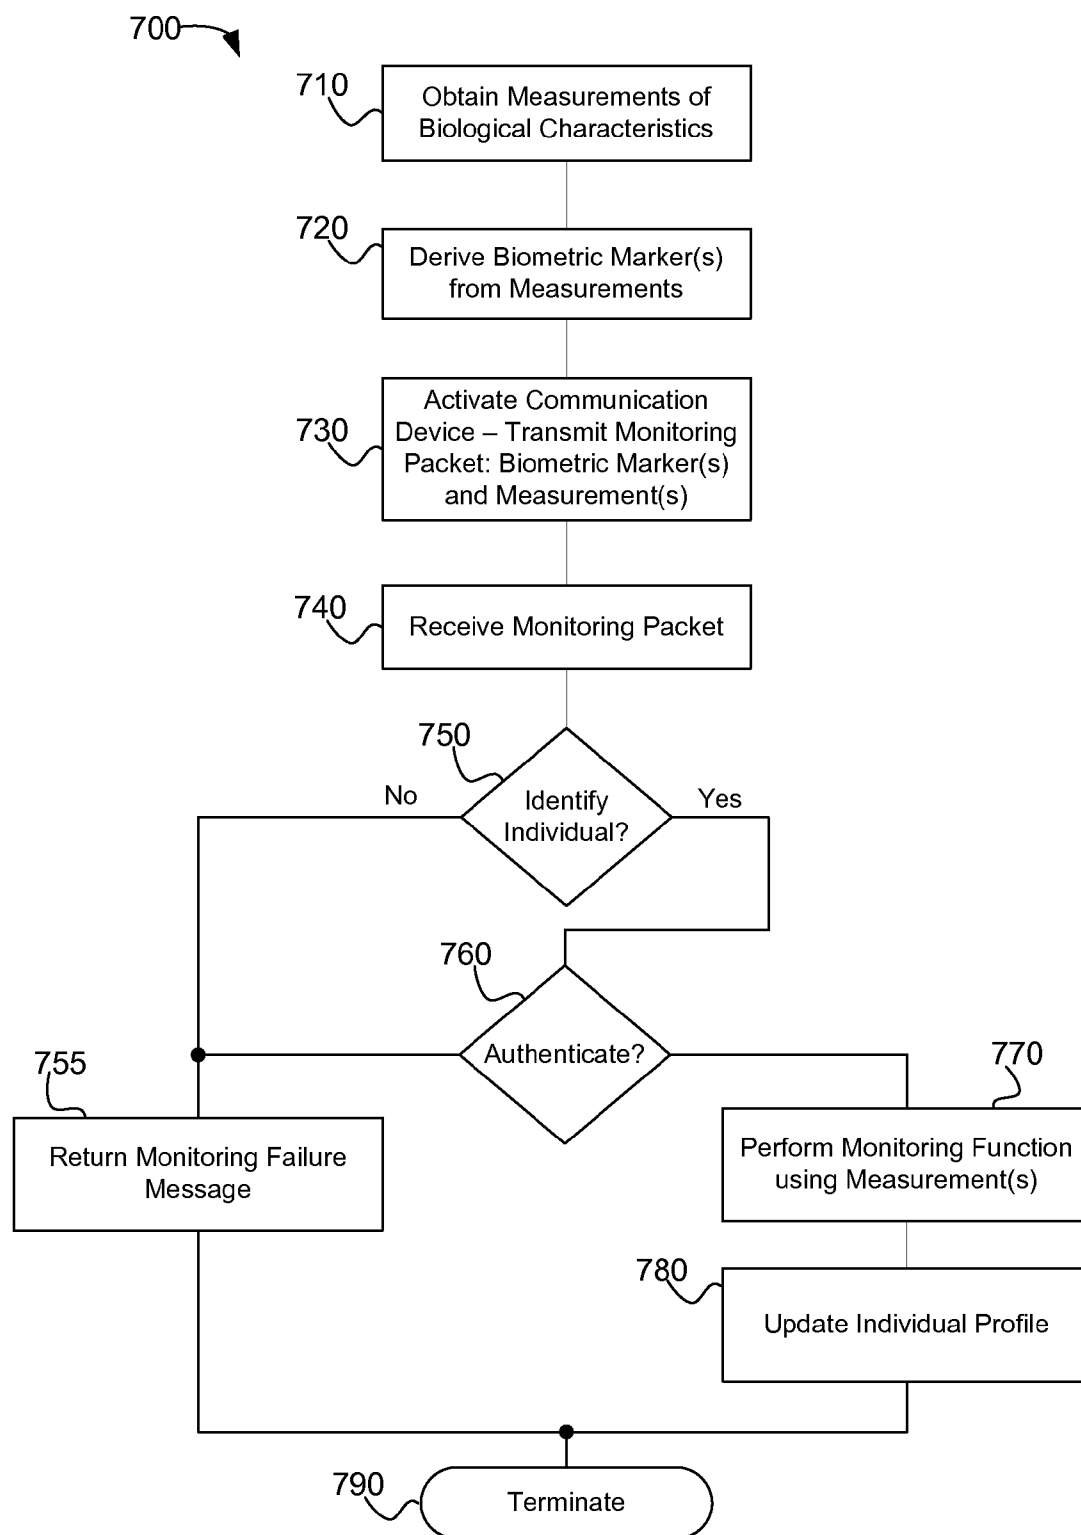 700
710
Obtain Measurements of
Biological Characteristics
720
Derive Biometric Marker(s)
from Measurements
730
Activate Communication
Device – Transmit Monitoring
Packet: Biometric Marker(s)
and Measurement(s)
740
Receive Monitoring Packet
750
No
Identify
Individual?
Yes
760
Authenticate?
755
Return Monitoring Failure
Message
770
Perform Monitoring Function
using Measurement(s)
780
Update Individual Profile
790
Terminate